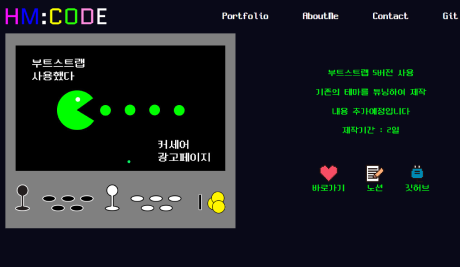 HM:CODE
Portfolio
AboutMe
Contact
Git
부트스트랩
사용했다
커세어
광고페이지
부트스트랩 5버전 사용
기존의 테마를 튜닝하여 제작
내용 추가예정입니다
제작기간 : 2일
바로가기
노션
깃허브